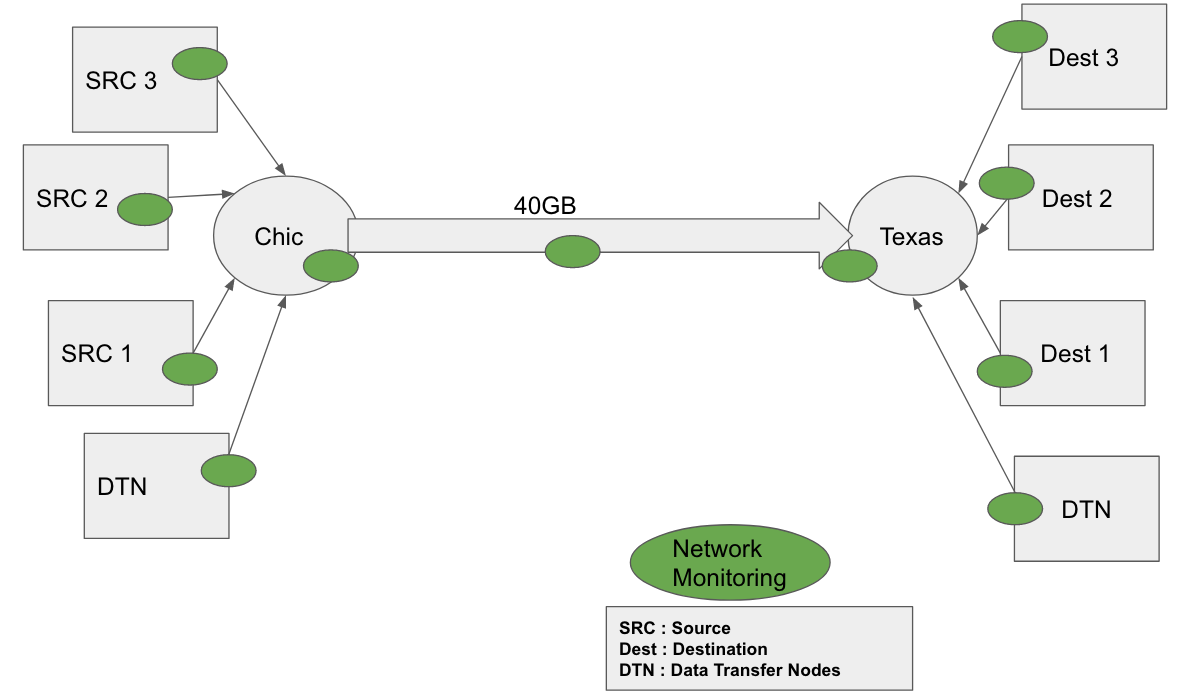 SRC 3
SRC 2
SRC 1
DTN
Chic
40GB
Texas
Dest 3
Dest 2
Dest 1
DTN
Network
Monitoring
SRC : Source
Dest : Destination
DTN : Data Transfer Nodes